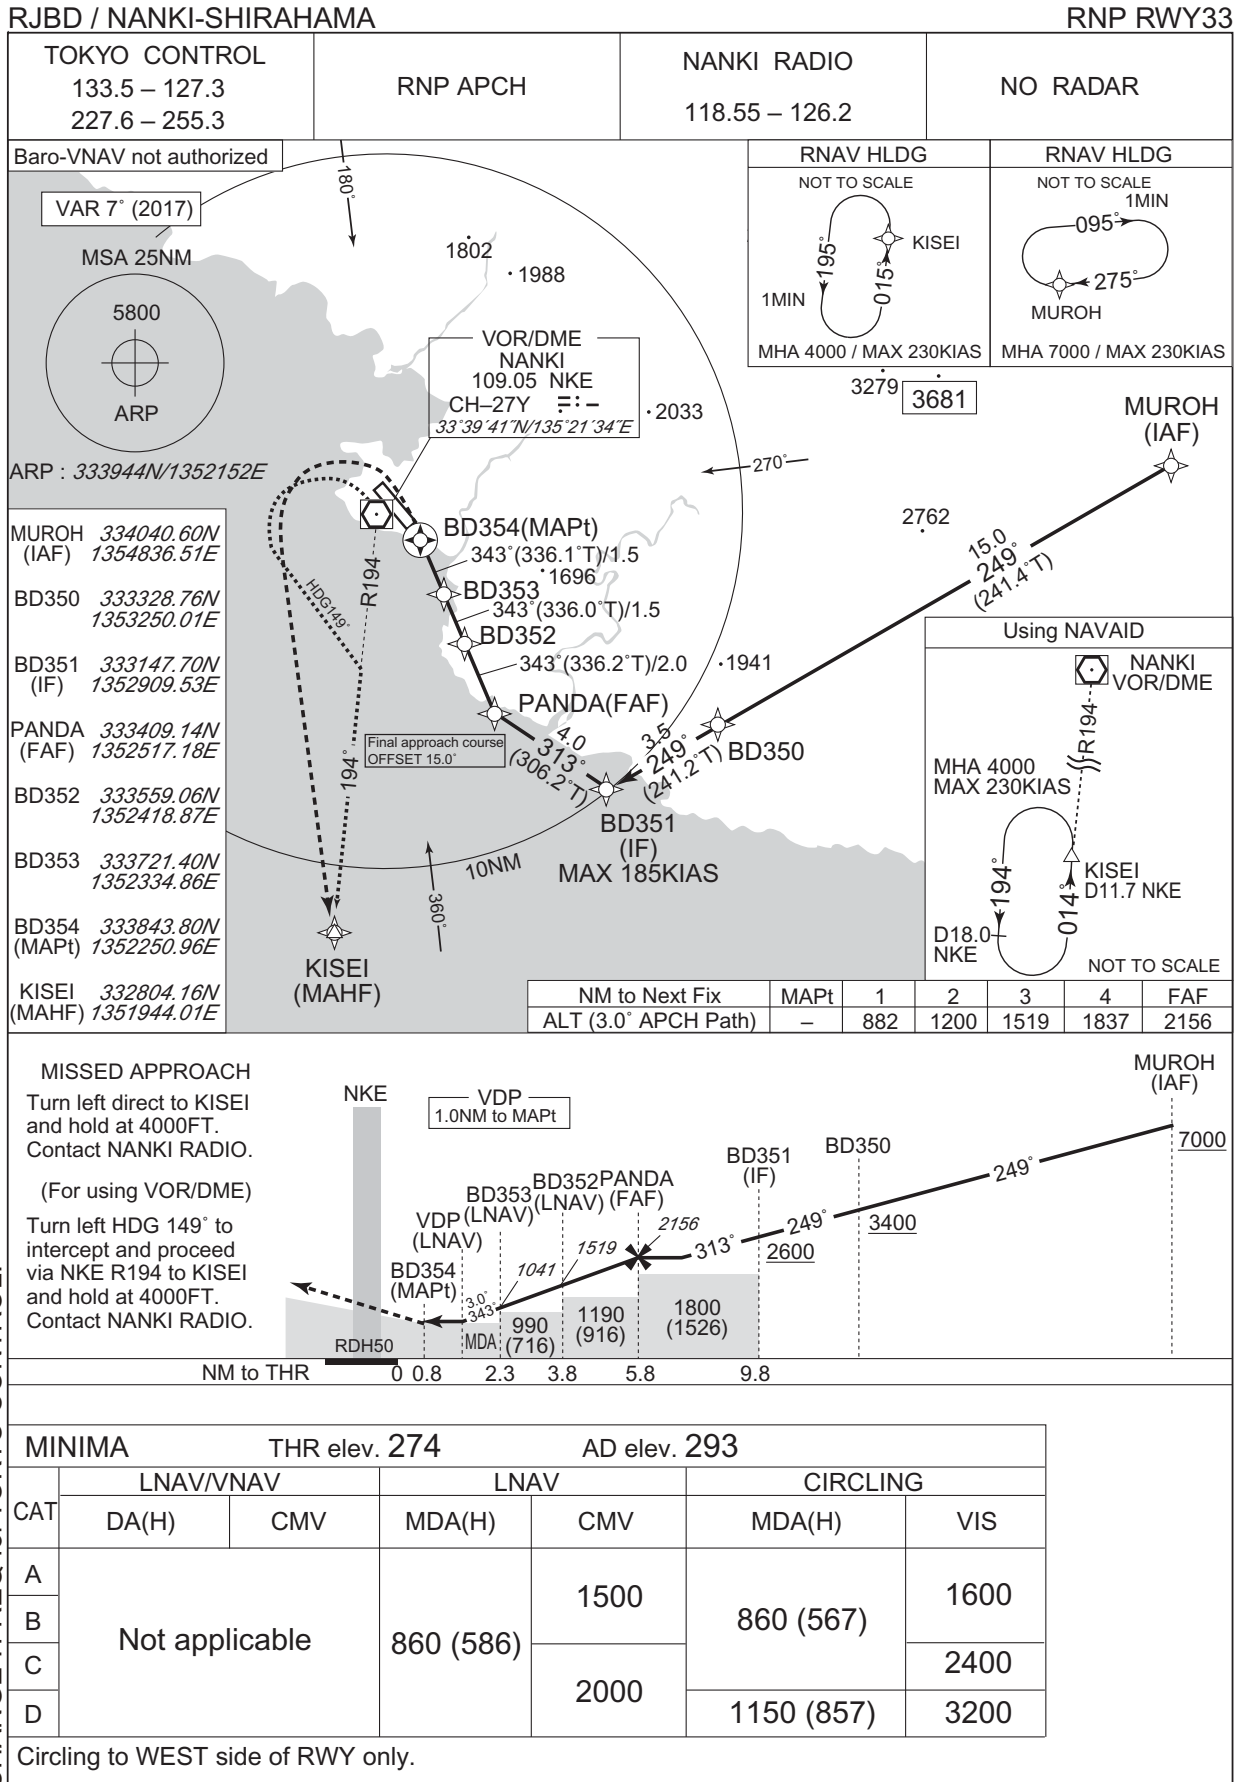 RJBD / NANKI-SHIRAHAMA
RNP RWY33
TOKYO CONTROL
133.5 – 127.3
227.6 – 255.3
RNP APCH
NANKI RADIO
118.55 – 126.2
NO RADAR
Baro-VNAV not authorized
VAR 7˚ (2017)
MSA 25NM
5800
ARP
ARP : 333944N/1352152E
180˚
1802
1988
VOR/DME
NANKI
109.05 NKE
CH–27Y
33˚39´41˝N/135˚21´34˝E
2033
270˚
RNAV HLDG
NOT TO SCALE
195˚
015˚
KISEI
1MIN
MHA 4000 / MAX 230KIAS
RNAV HLDG
NOT TO SCALE
1MIN
095˚
275˚
MUROH
MHA 7000 / MAX 230KIAS
3279
3681
MUROH
(IAF)
2762
15.0
249˚
(241.4˚T)
MUROH 334040.60N
(IAF) 1354836.51E
BD350 333328.76N
1353250.01E
BD351 333147.70N
(IF) 1352909.53E
PANDA 333409.14N
(FAF) 1352517.18E
BD352 333559.06N
1352418.87E
BD353 333721.40N
1352334.86E
BD354 333843.80N
(MAPt) 1352250.96E
KISEI 332804.16N
(MAHF) 1351944.01E
BD354(MAPt)
343˚(336.1˚T)/1.5
1696
BD353
343˚(336.0˚T)/1.5
BD352
343˚(336.2˚T)/2.0
1941
PANDA(FAF)
R194
HDG149˚
194˚
Final approach course
OFFSET 15.0˚
4.0
313˚
(306.2˚T)
3.5
249˚
(241.2˚T)
BD350
BD351
(IF)
MAX 185KIAS
10NM
360˚
KISEI
(MAHF)
Using NAVAID
NANKI
VOR/DME
R194
MHA 4000
MAX 230KIAS
194˚
014˚
KISEI
D11.7 NKE
D18.0
NKE
NOT TO SCALE
NM to Next Fix MAPt 1 2 3 4 FAF
ALT (3.0˚ APCH Path) – 882 1200 1519 1837 2156
MISSED APPROACH
Turn left direct to KISEI
and hold at 4000FT.
Contact NANKI RADIO.
(For using VOR/DME)
Turn left HDG 149˚ to
intercept and proceed
via NKE R194 to KISEI
and hold at 4000FT.
Contact NANKI RADIO.
NKE
VDP
1.0NM to MAPt
MUROH
(IAF)
7000
249˚
BD350
3400
249˚
BD351
(IF)
2600
313˚
PANDA
(FAF)
2156
BD352
(LNAV)
1519
BD353
(LNAV)
1041
VDP
(LNAV)
BD354
(MAPt)
3.0˚
343˚
MDA
990
(716)
1190
(916)
1800
(1526)
RDH50
NM to THR 0 0.8 2.3 3.8 5.8 9.8
MINIMA THR elev. 274 AD elev. 293
CAT LNAV/VNAV LNAV CIRCLING
DA(H) CMV MDA(H) CMV MDA(H) VIS
A
B
C
D
Not applicable
860 (586)
1500
2000
860 (567)
1150 (857)
1600
2400
3200
Circling to WEST side of RWY only.